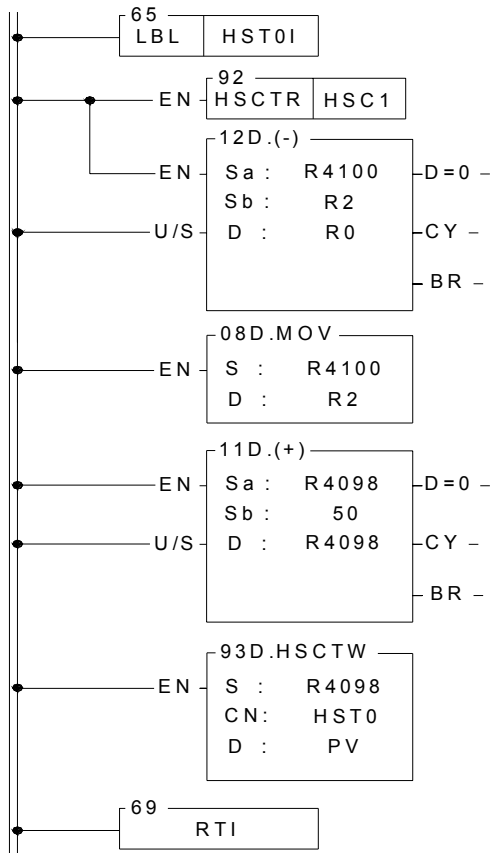 65
LBL HST0I
92
EN HSCTR HSC1
12D.(-)
EN Sa : R4100 D=0
Sb : R2
U/S D : R0 CY
BR
08D.MOV
EN S : R4100
D : R2
11D.(+)
EN Sa : R4098 D=0
Sb : 50
U/S D : R4098 CY
BR
93D.HSCTW
EN S : R4098
CN: HST0
D : PV
69
RTI